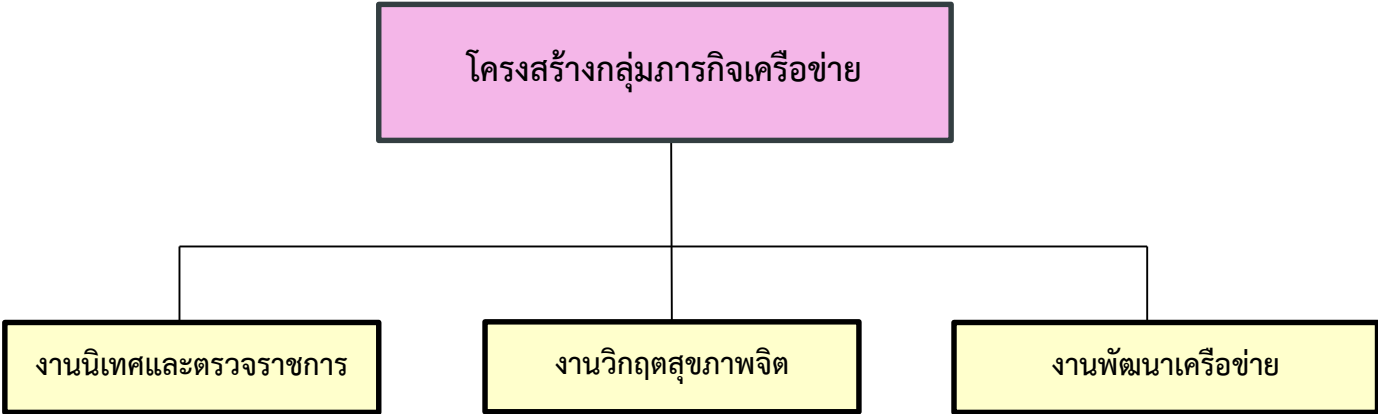 โครงสร้างกลุ่มภารกิจเครือข่าย
งานนิเทศและตรวจราชการ
งานวิกฤตสุขภาพจิต
งานพัฒนาเครือข่าย